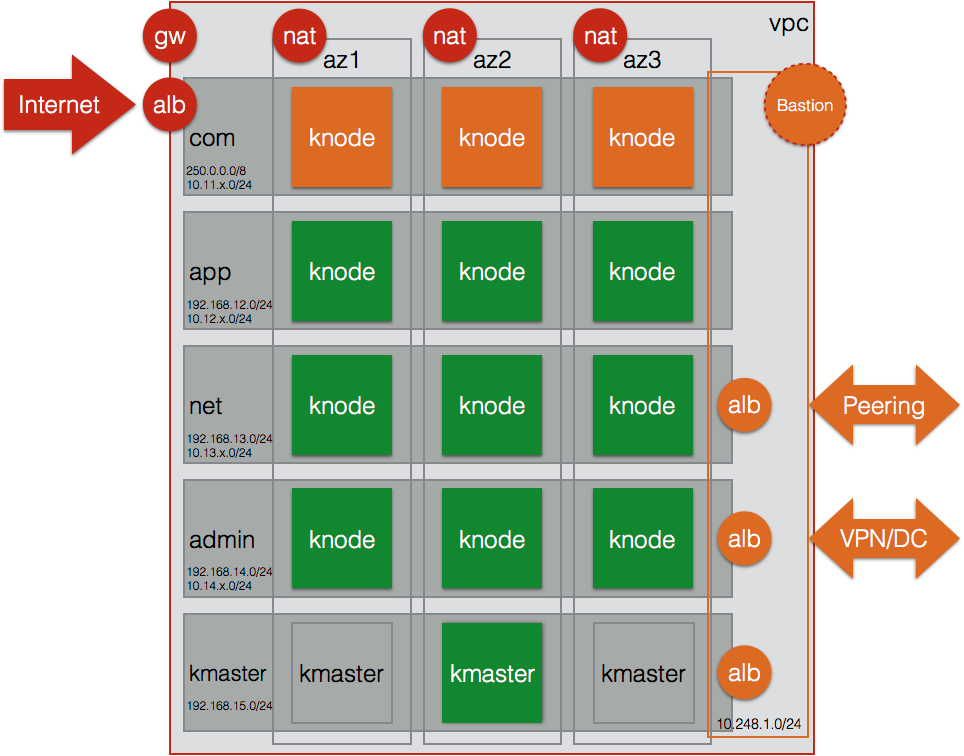 vpc
gw
nat
nat
nat
az1
az2
az3
Internet
alb
Bastion
com
250.0.0.0/8
10.11.x.0/24
knode
knode
knode
app
192.168.12.0/24
10.12.x.0/24
knode
knode
knode
net
192.168.13.0/24
10.13.x.0/24
knode
knode
knode
alb
Peering
admin
192.168.14.0/24
10.14.x.0/24
knode
knode
knode
alb
VPN/DC
kmaster
192.168.15.0/24
kmaster
kmaster
kmaster
alb
10.248.1.0/24